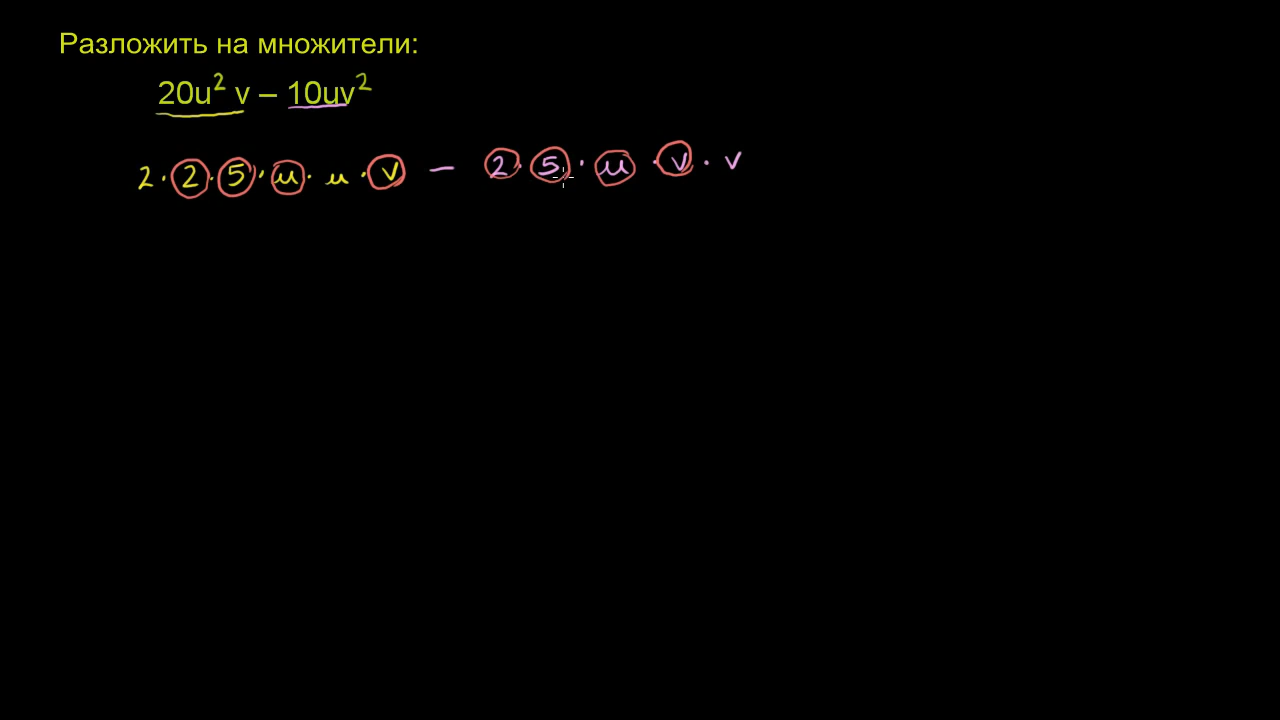 Разложить на множители:
20u² v – 10uv²
2 · 2 · 5 · u · u · v – 2 · 5 · u · v · v